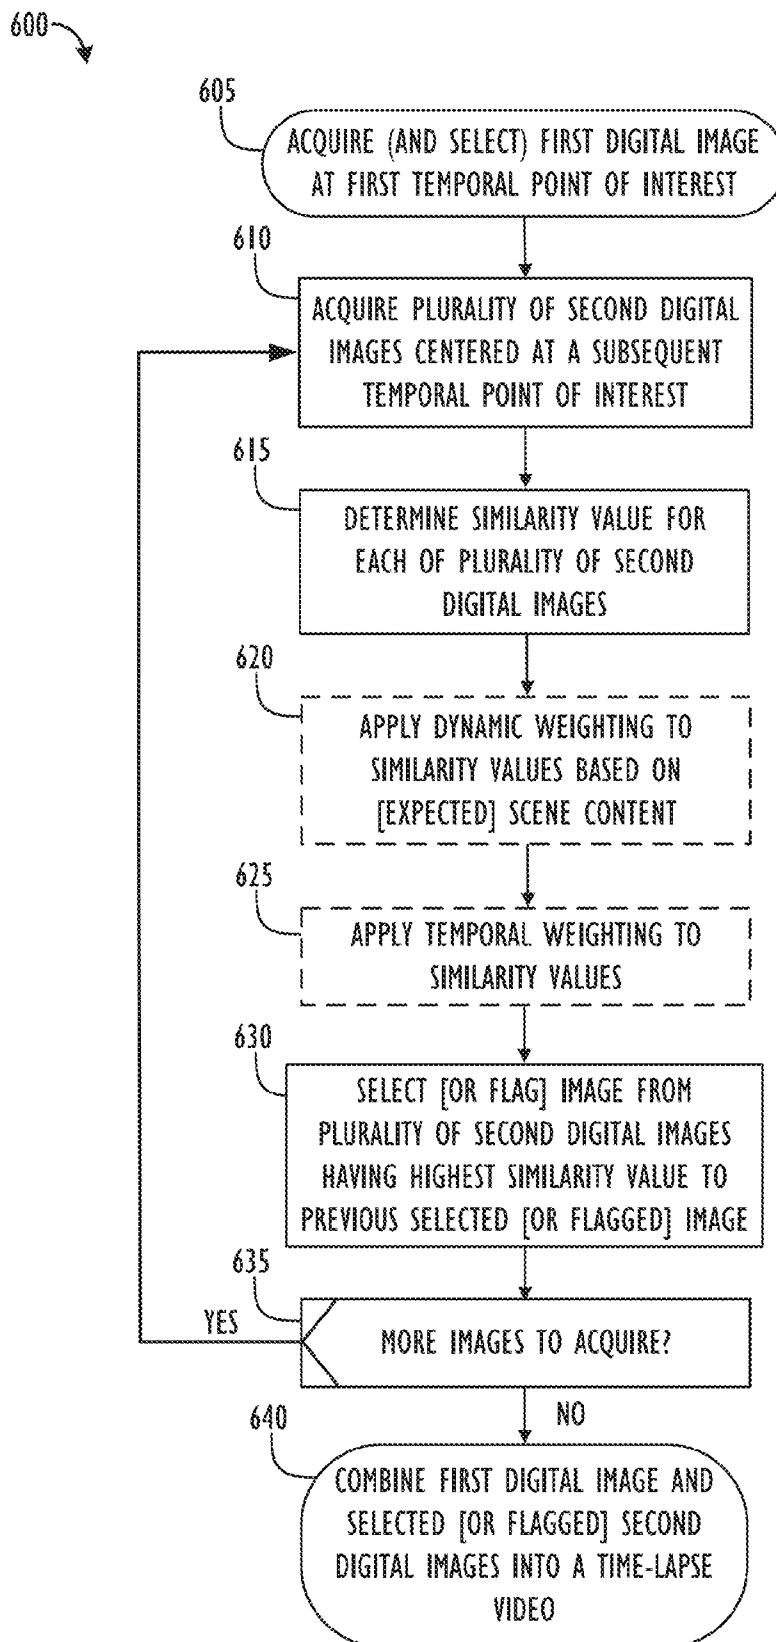 600
605
ACQUIRE (AND SELECT) FIRST DIGITAL IMAGE
AT FIRST TEMPORAL POINT OF INTEREST
610
ACQUIRE PLURALITY OF SECOND DIGITAL
IMAGES CENTERED AT A SUBSEQUENT
TEMPORAL POINT OF INTEREST
615
DETERMINE SIMILARITY VALUE FOR
EACH OF PLURALITY OF SECOND
DIGITAL IMAGES
620
APPLY DYNAMIC WEIGHTING TO
SIMILARITY VALUES BASED ON
[EXPECTED] SCENE CONTENT
625
APPLY TEMPORAL WEIGHTING TO
SIMILARITY VALUES
630
SELECT [OR FLAG] IMAGE FROM
PLURALITY OF SECOND DIGITAL IMAGES
HAVING HIGHEST SIMILARITY VALUE TO
PREVIOUS SELECTED [OR FLAGGED] IMAGE
635
YES
MORE IMAGES TO ACQUIRE?
NO
640
COMBINE FIRST DIGITAL IMAGE AND
SELECTED [OR FLAGGED] SECOND
DIGITAL IMAGES INTO A TIME-LAPSE
VIDEO